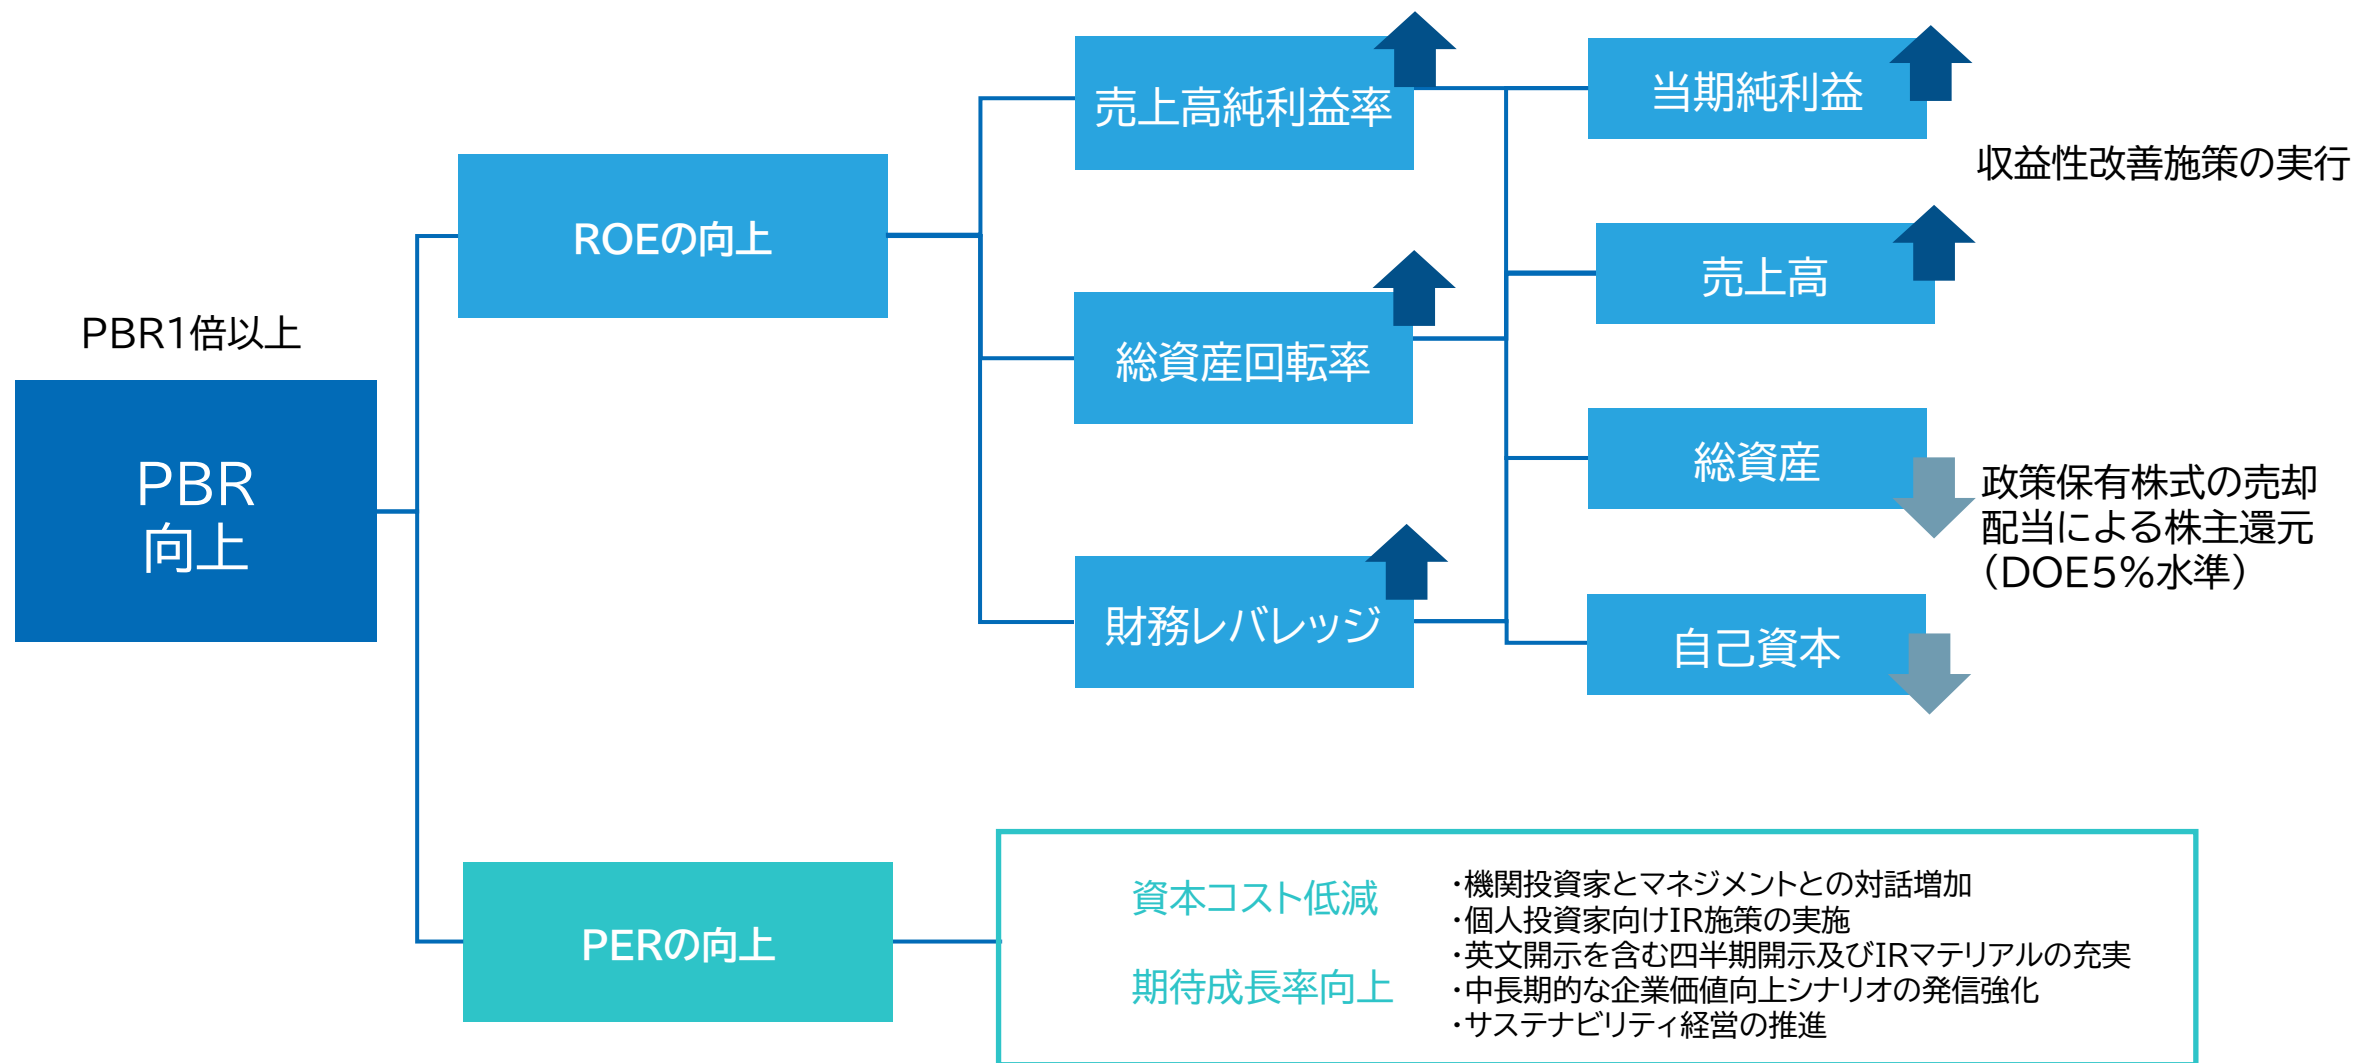 PBR1倍以上
PBR
向上
ROEの向上
売上高純利益率
総資産回転率
財務レバレッジ
当期純利益
収益性改善施策の実行
売上高
総資産
政策保有株式の売却
配当による株主還元
（DOE5%水準）
自己資本
PERの向上
資本コスト低減
期待成長率向上
・機関投資家とマネジメントとの対話増加
・個人投資家向けIR施策の実施
・英文開示を含む四半期開示及びIRマテリアルの充実
・中長期的な企業価値向上シナリオの発信強化
・サステナビリティ経営の推進